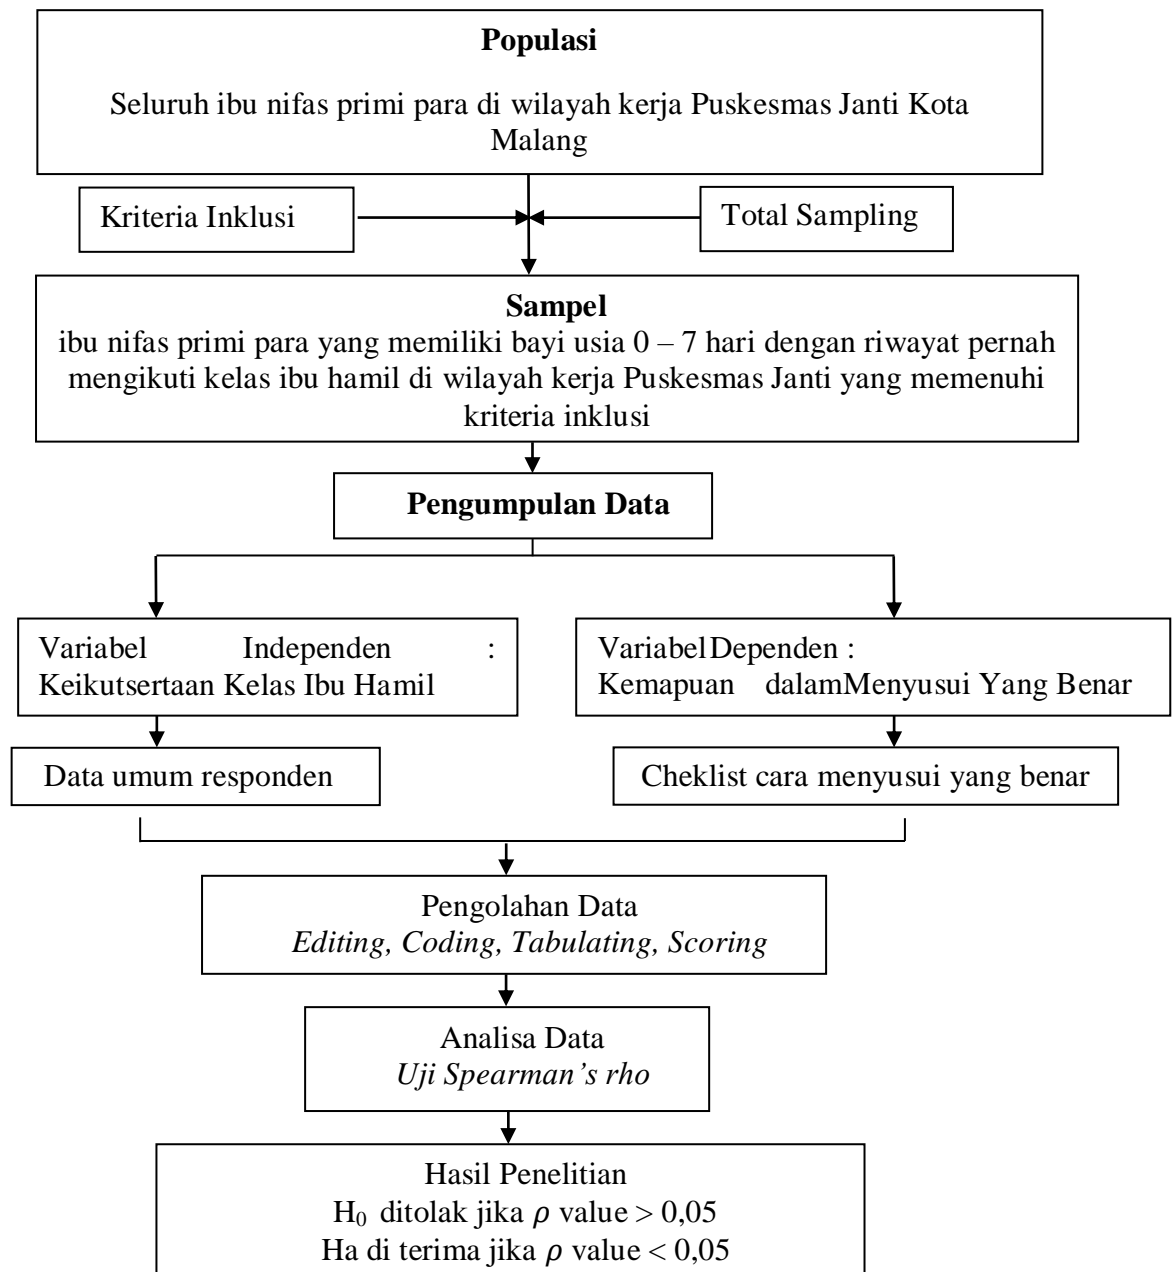 Populasi
Seluruh ibu nifas primi para di wilayah kerja Puskesmas Janti Kota
Malang
Kriteria Inklusi
Total Sampling
Sampel
ibu nifas primi para yang memiliki bayi usia 0 – 7 hari dengan riwayat pernah
mengikuti kelas ibu hamil di wilayah kerja Puskesmas Janti yang memenuhi
kriteria inklusi
Pengumpulan Data
Variabel Independen :
Keikutsertaan Kelas Ibu Hamil
VariabelDependen :
Kemapuan dalamMenyusui Yang Benar
Data umum responden
Cheklist cara menyusui yang benar
Pengolahan Data
Editing, Coding, Tabulating, Scoring
Analisa Data
Uji Spearman’s rho
Hasil Penelitian
H₀ ditolak jika ρ value > 0,05
Ha di terima jika ρ value < 0,05